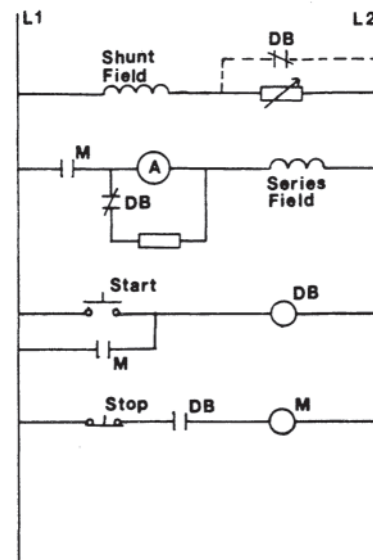 L1
L2
DB
Shunt
Field
M
A
DB
Series
Field
Start
DB
M
Stop
DB
M